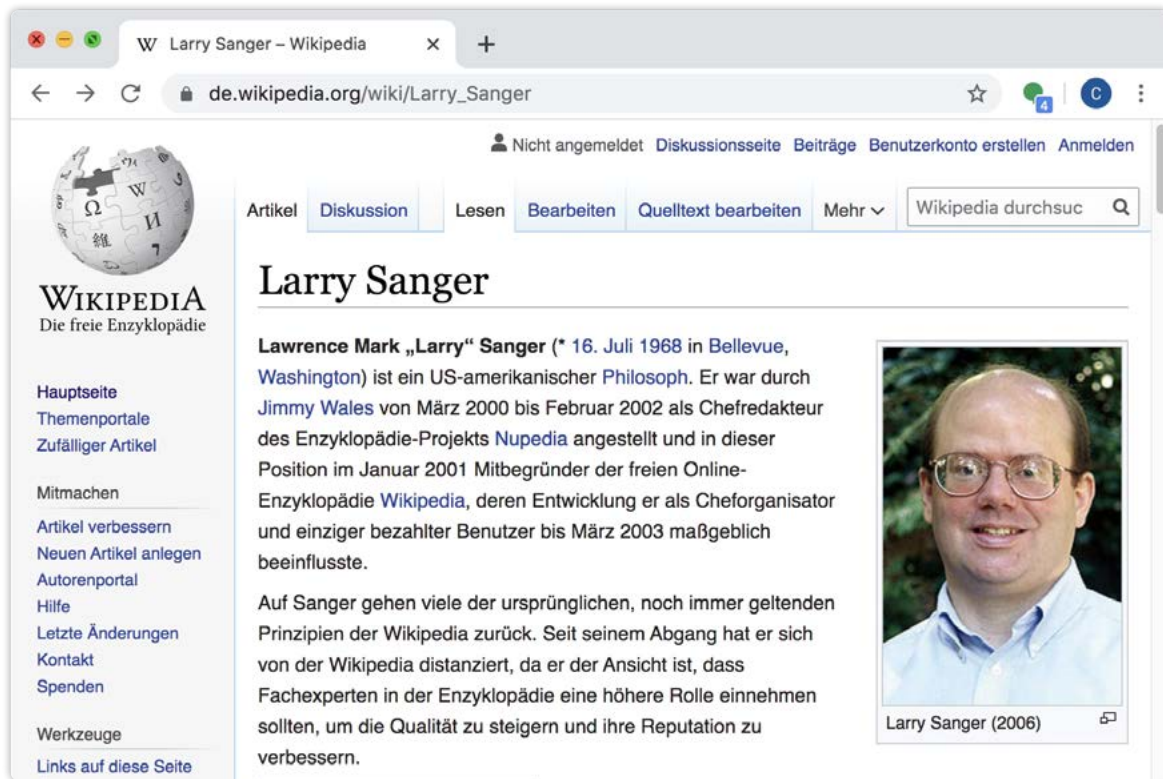 Larry Sanger – Wikipedia
de.wikipedia.org/wiki/Larry_Sanger
4
C
Nicht angemeldet Diskussionsseite Beiträge Benutzerkonto erstellen Anmelden
Artikel Diskussion Lesen Bearbeiten Quelltext bearbeiten Mehr Wikipedia durchsuc
WIKIPEDIA
Die freie Enzyklopädie
Hauptseite
Themenportale
Zufälliger Artikel
Mitmachen
Artikel verbessern
Neuen Artikel anlegen
Autorenportal
Hilfe
Letzte Änderungen
Kontakt
Spenden
Werkzeuge
Links auf diese Seite
Larry Sanger
Lawrence Mark „Larry“ Sanger (* 16. Juli 1968 in Bellevue,
Washington) ist ein US-amerikanischer Philosoph. Er war durch
Jimmy Wales von März 2000 bis Februar 2002 als Chefredakteur
des Enzyklopädie-Projekts Nupedia angestellt und in dieser
Position im Januar 2001 Mitbegründer der freien Online-
Enzyklopädie Wikipedia, deren Entwicklung er als Cheforganisator
und einziger bezahlter Benutzer bis März 2003 maßgeblich
beeinflusste.
Auf Sanger gehen viele der ursprünglichen, noch immer geltenden
Prinzipien der Wikipedia zurück. Seit seinem Abgang hat er sich
von der Wikipedia distanziert, da er der Ansicht ist, dass
Fachexperten in der Enzyklopädie eine höhere Rolle einnehmen
sollten, um die Qualität zu steigern und ihre Reputation zu
verbessern.
Larry Sanger (2006)